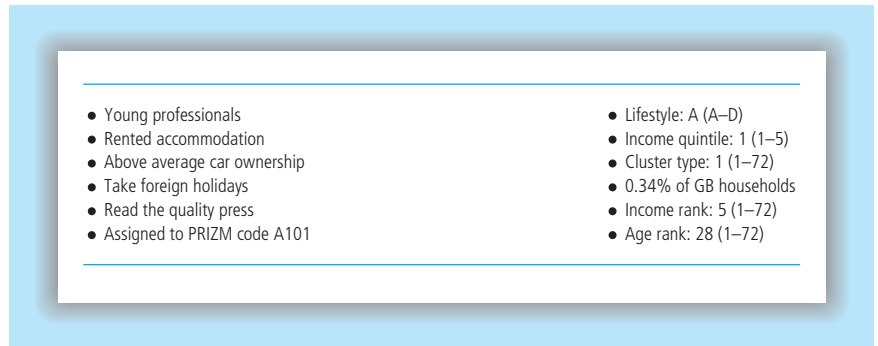 ● Young professionals
● Rented accommodation
● Above average car ownership
● Take foreign holidays
● Read the quality press
● Assigned to PRIZM code A101
● Lifestyle: A (A–D)
● Income quintile: 1 (1–5)
● Cluster type: 1 (1–72)
● 0.34% of GB households
● Income rank: 5 (1–72)
● Age rank: 28 (1–72)